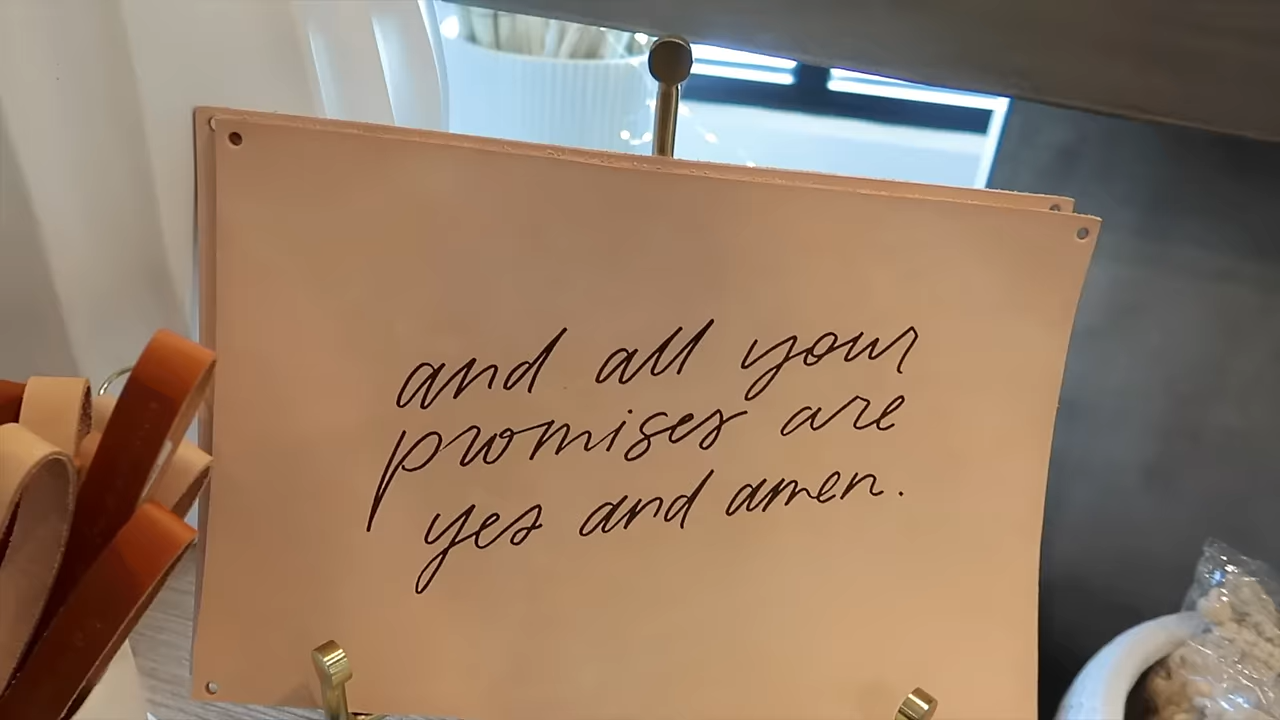 and all your
promises are
yes and amen.